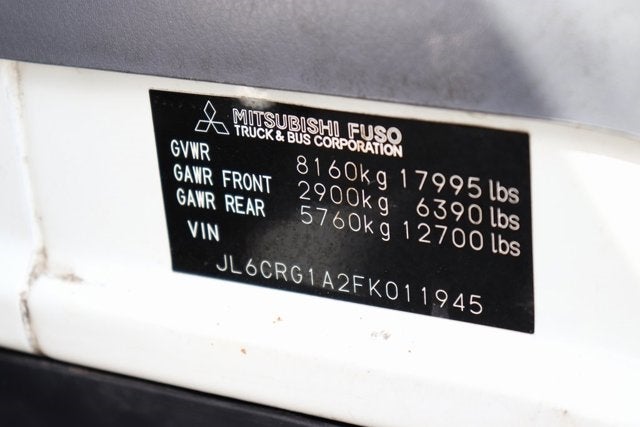 MITSUBISHI FUSO
TRUCK & BUS CORPORATION
GVWR 8160kg 17995 lbs
GAWR FRONT 2900kg 6390 lbs
GAWR REAR 5760kg 12700 lbs
VIN
JL6CRG1A2FK011945